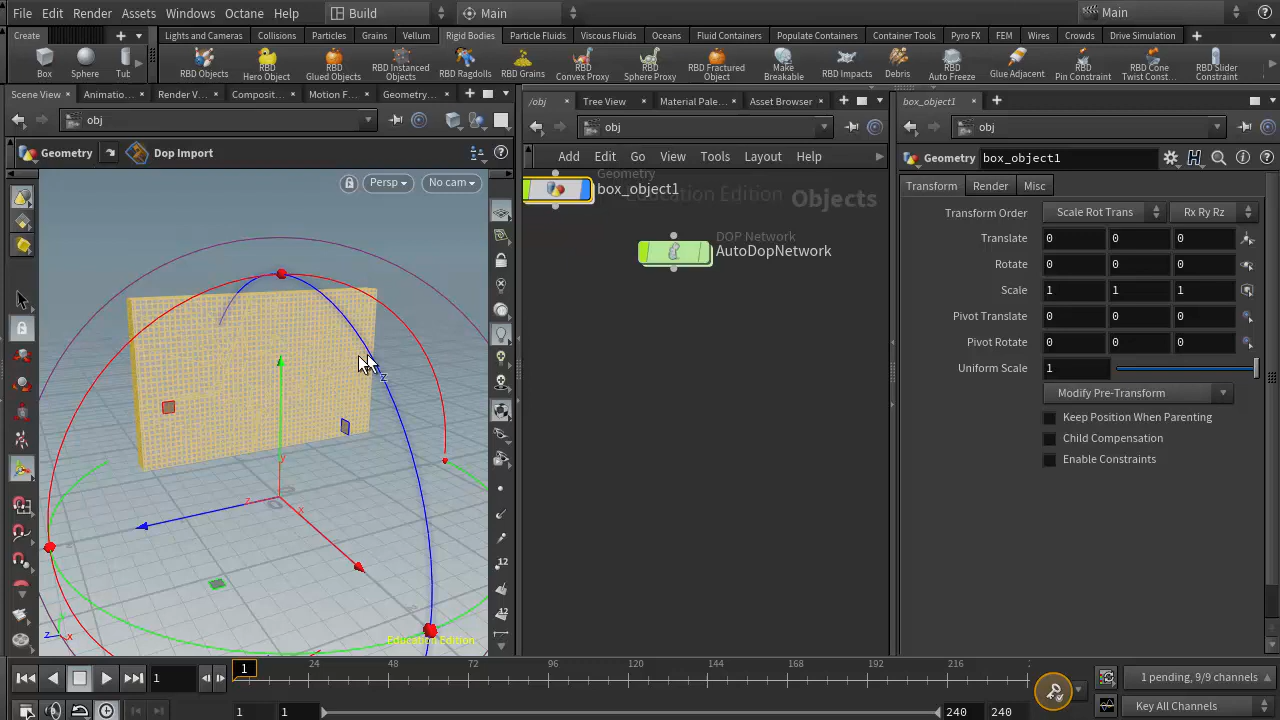 File Edit Render Assets Windows Octane Help Build Main Main
Create Lights and Cameras Collisions Particles Grains Vellum Rigid Bodies Particle Fluids Viscous Fluids Oceans Fluid Containers Populate Containers Container Tools Pyro FX FEM Wires Crowds Drive Simulation
Box Sphere Tub RBD Objects RBD Hero Object RBD Glued Objects RBD Instanced Objects RBD Ragdolls RBD Grains RBD Convex Proxy RBD Sphere Proxy RBD Fractured Object Make Breakable RBD Impacts Debris RBD Auto Freeze Glue Adjacent RBD Pin Constraint RBD Cone Twist Const... RBD Slider Constraint
Scene View Animatio... Render V... Composit... Motion F... Geometry... /obj Tree View Material Pale... Asset Browser box_object1
obj obj obj
Geometry Dop Import
Add Edit Go View Tools Layout Help
Geometry box_object1
Persp No cam
Geometry
box_object1
Education Edition Objects
DOP Network
AutoDopNetwork
Transform Render Misc
Transform Order Scale Rot Trans Rx Ry Rz
Translate 0 0 0
Rotate 0 0 0
Scale 1 1 1
Pivot Translate 0 0 0
Pivot Rotate 0 0 0
Uniform Scale 1
Modify Pre-Transform
Keep Position When Parenting
Child Compensation
Enable Constraints
z
y
z x
12
12
z x
Education Edition
1 1 24 48 72 96 120 144 168 192 216
1 pending, 9/9 channels
1 1 240 240
Key All Channels